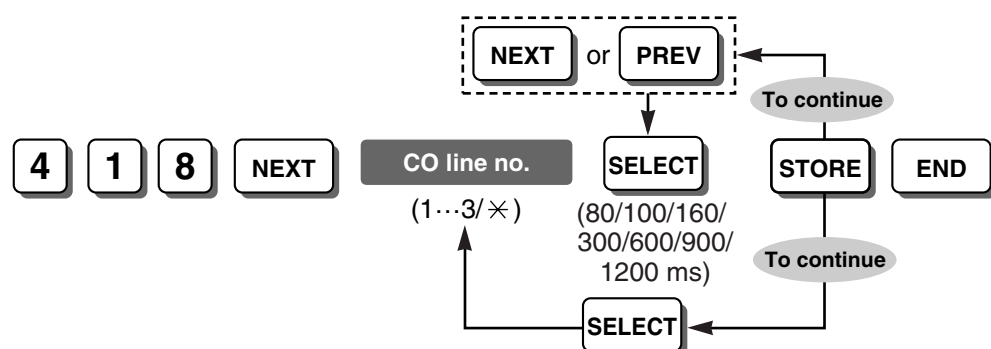 NEXT or PREV
To continue
4 1 8 NEXT CO line no. SELECT STORE END
(1···3/✳)
(80/100/160/
300/600/900/
1200 ms)
To continue
SELECT